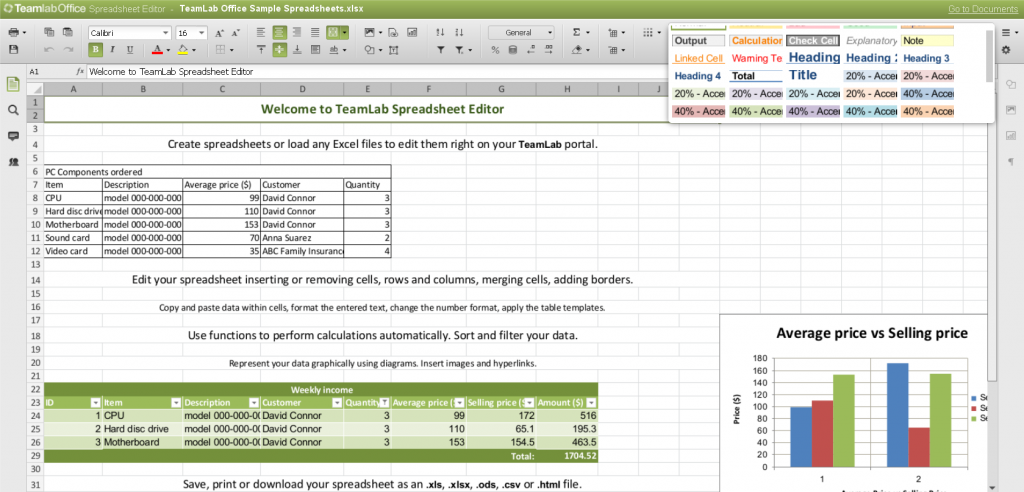 TeamlabOffice Spreadsheet Editor - TeamLab Office Sample Spreadsheets.xlsx Go to Documents
Calibri 16 General
A1 fx Welcome to TeamLab Spreadsheet Editor
Output Calculation Check Cell Explanatory Note
Linked Cell Warning Te Heading Heading Heading 3
Heading 4 Total Title 20% - Accen 20% - Accen
20% - Accen 20% - Accen 20% - Accen 20% - Accen 40% - Accen
40% - Accen 40% - Accen 40% - Accen 40% - Accen 40% - Accen
A B C D E F G H I J
1 Welcome to TeamLab Spreadsheet Editor
2
3
4 Create spreadsheets or load any Excel files to edit them right on your TeamLab portal.
5
6 PC Components ordered
7 Item Description Average price ($) Customer Quantity
8 CPU model 000-000-000 99 David Connor 3
9 Hard disc drive model 000-000-000 110 David Connor 3
10 Motherboard model 000-000-000 153 David Connor 3
11 Sound card model 000-000-000 70 Anna Suarez 2
12 Video card model 000-000-000 35 ABC Family Insuranc 4
13
14 Edit your spreadsheet inserting or removing cells, rows and columns, merging cells, adding borders.
15
16 Copy and paste data within cells, format the entered text, change the number format, apply the table templates.
17
18 Use functions to perform calculations automatically. Sort and filter your data.
19
20 Represent your data graphically using diagrams. Insert images and hyperlinks.
21
22 Weekly income
23 ID Item Description Customer Quantity Average price ( Selling price ($ Amount ($)
24 1 CPU model 000-000-0( David Connor 3 99 172 516
25 2 Hard disc drive model 000-000-0( David Connor 3 110 65.1 195.3
26 3 Motherboard model 000-000-0( David Connor 3 153 154.5 463.5
29 Total: 1704.52
30
31 Save, print or download your spreadsheet as an .xls, .xlsx, .ods, .csv or .html file.
Average price vs Selling price
Price ($)
180
160
140
120
100
80
60
40
20
0
1 2
Se
Se
Se